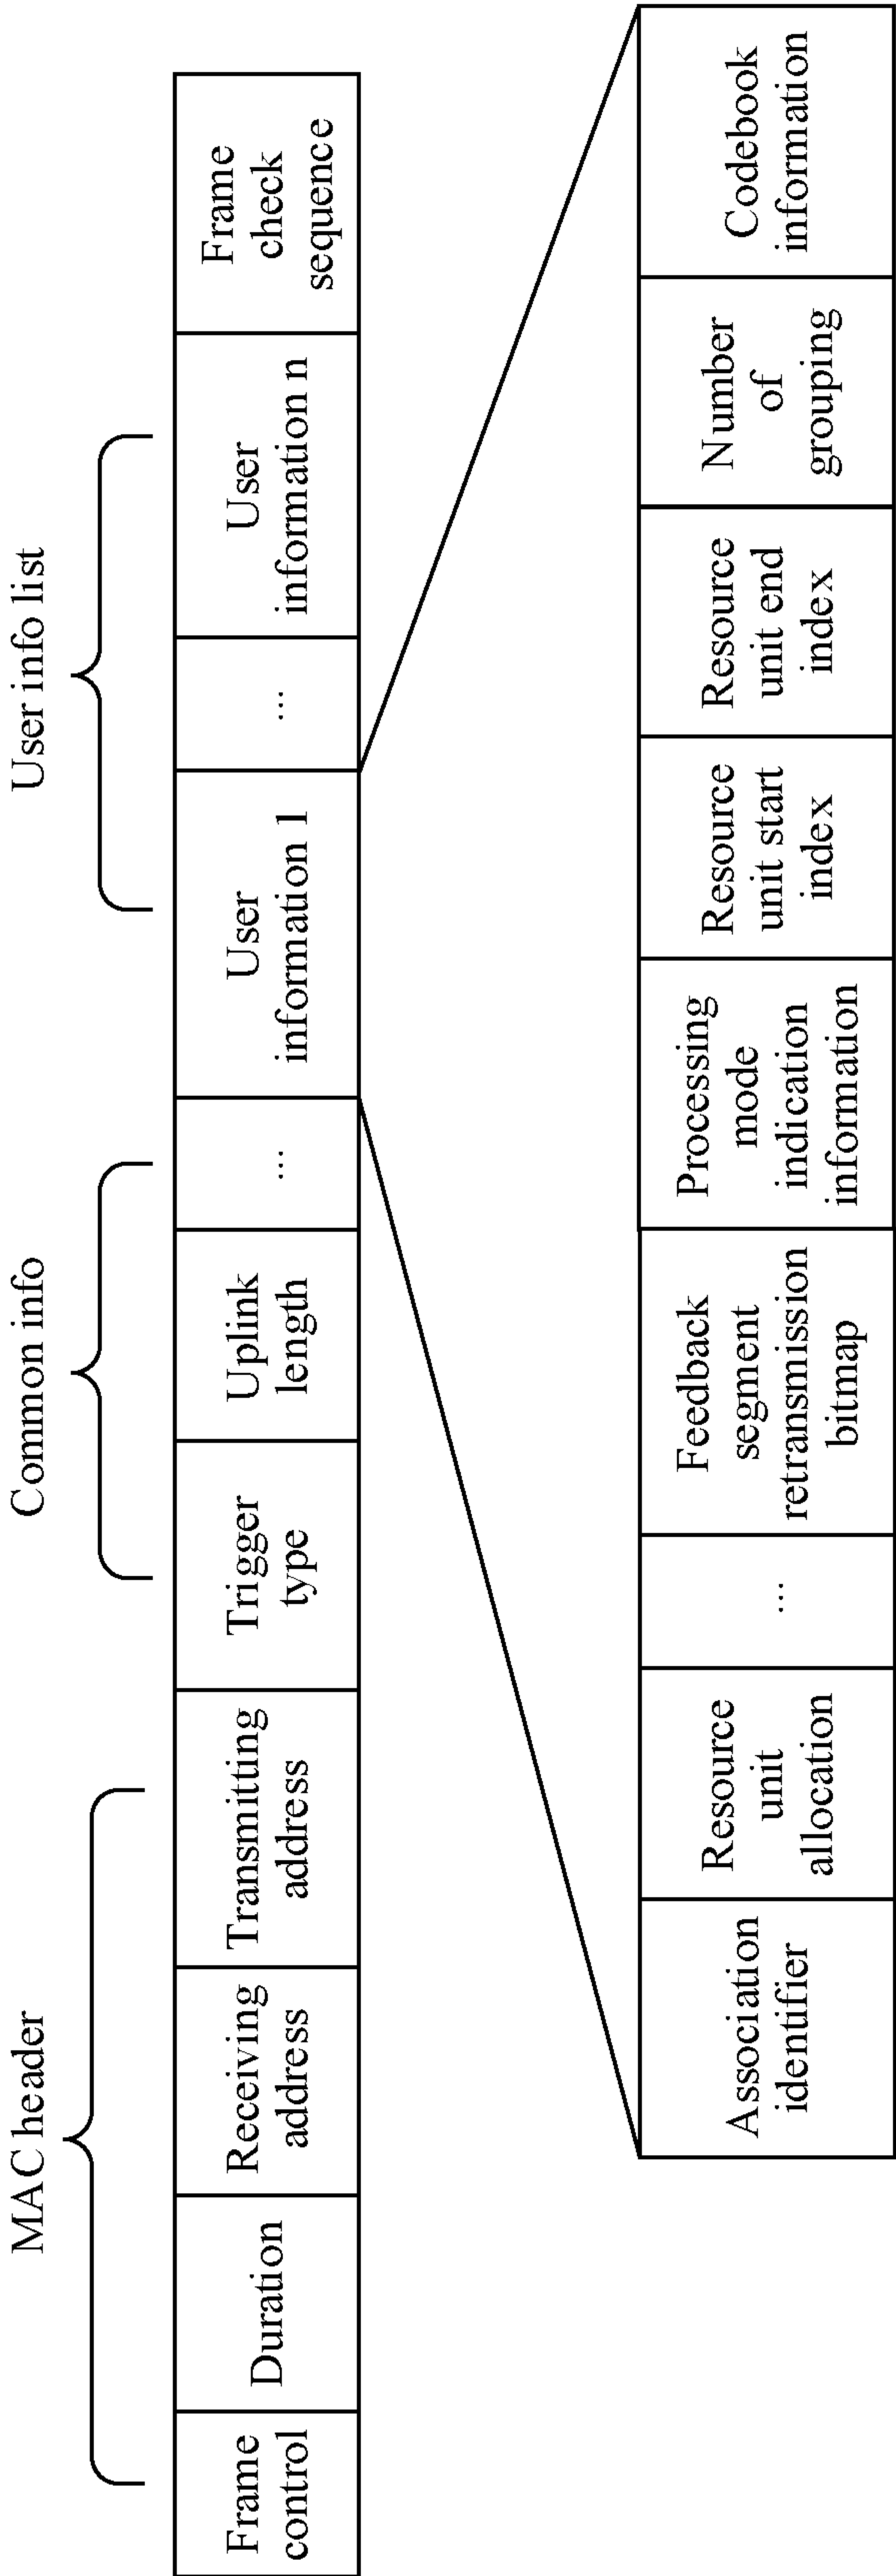 MAC header
Common info
User info list
Frame
control
Duration
Receiving
address
Transmitting
address
Trigger
type
Uplink
length
...
User
information 1
...
User
information n
Frame
check
sequence
Association
identifier
Resource
unit
allocation
...
Feedback
segment
retransmission
bitmap
Processing
mode
indication
information
Resource
unit start
index
Resource
unit end
index
Number
of
grouping
Codebook
information